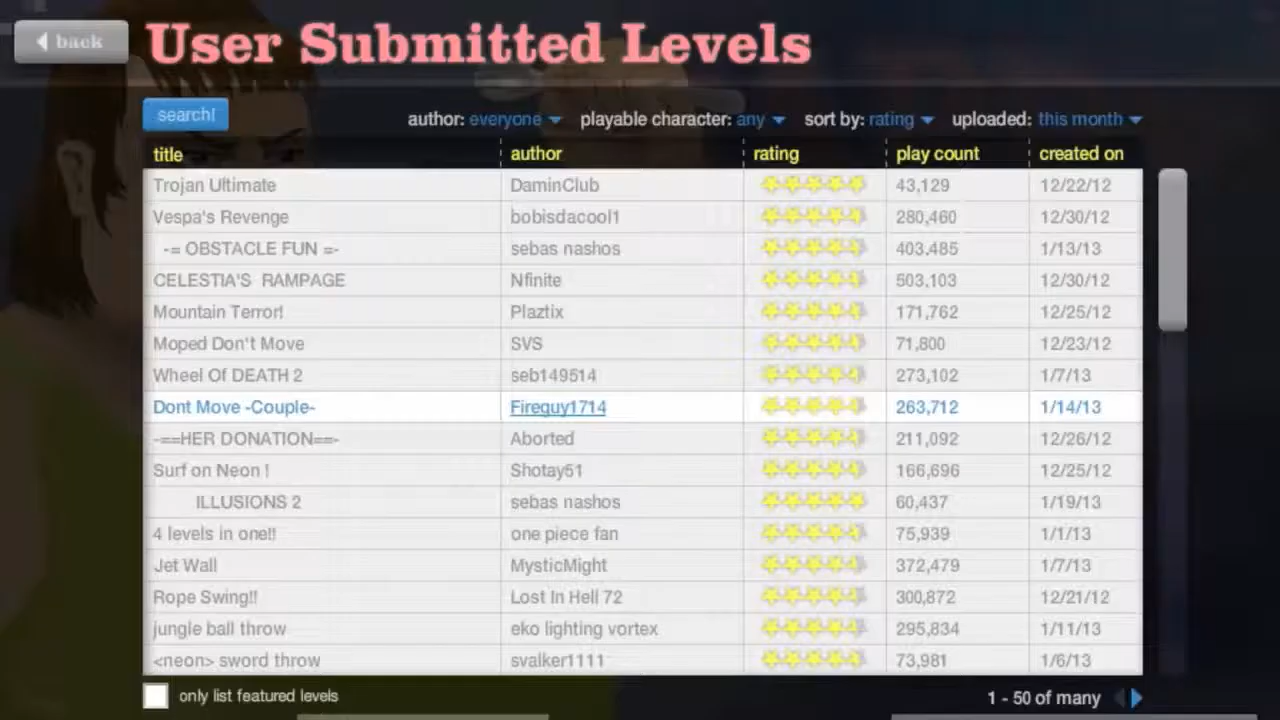 back
User Submitted Levels
search!
author: everyone playable character: any sort by: rating uploaded: this month
title author rating play count created on
Trojan Ultimate DaminClub 43,129 12/22/12
Vespa's Revenge bobisdacool1 280,460 12/30/12
-= OBSTACLE FUN =- sebas nashos 403,485 1/13/13
CELESTIA'S RAMPAGE Nfinite 503,103 12/30/12
Mountain Terror! Plaztix 171,762 12/25/12
Moped Don't Move SVS 71,800 12/23/12
Wheel Of DEATH 2 seb149514 273,102 1/7/13
Dont Move -Couple- Fireguy1714 263,712 1/14/13
-==HER DONATION==- Aborted 211,092 12/26/12
Surf on Neon ! Shotay51 166,696 12/25/12
ILLUSIONS 2 sebas nashos 60,437 1/19/13
4 levels in one!! one piece fan 75,939 1/1/13
Jet Wall MysticMight 372,479 1/7/13
Rope Swing!! Lost In Hell 72 300,872 12/21/12
jungle ball throw eko lighting vortex 295,834 1/11/13
<neon> sword throw svalker1111 73,981 1/6/13
only list featured levels 1 - 50 of many